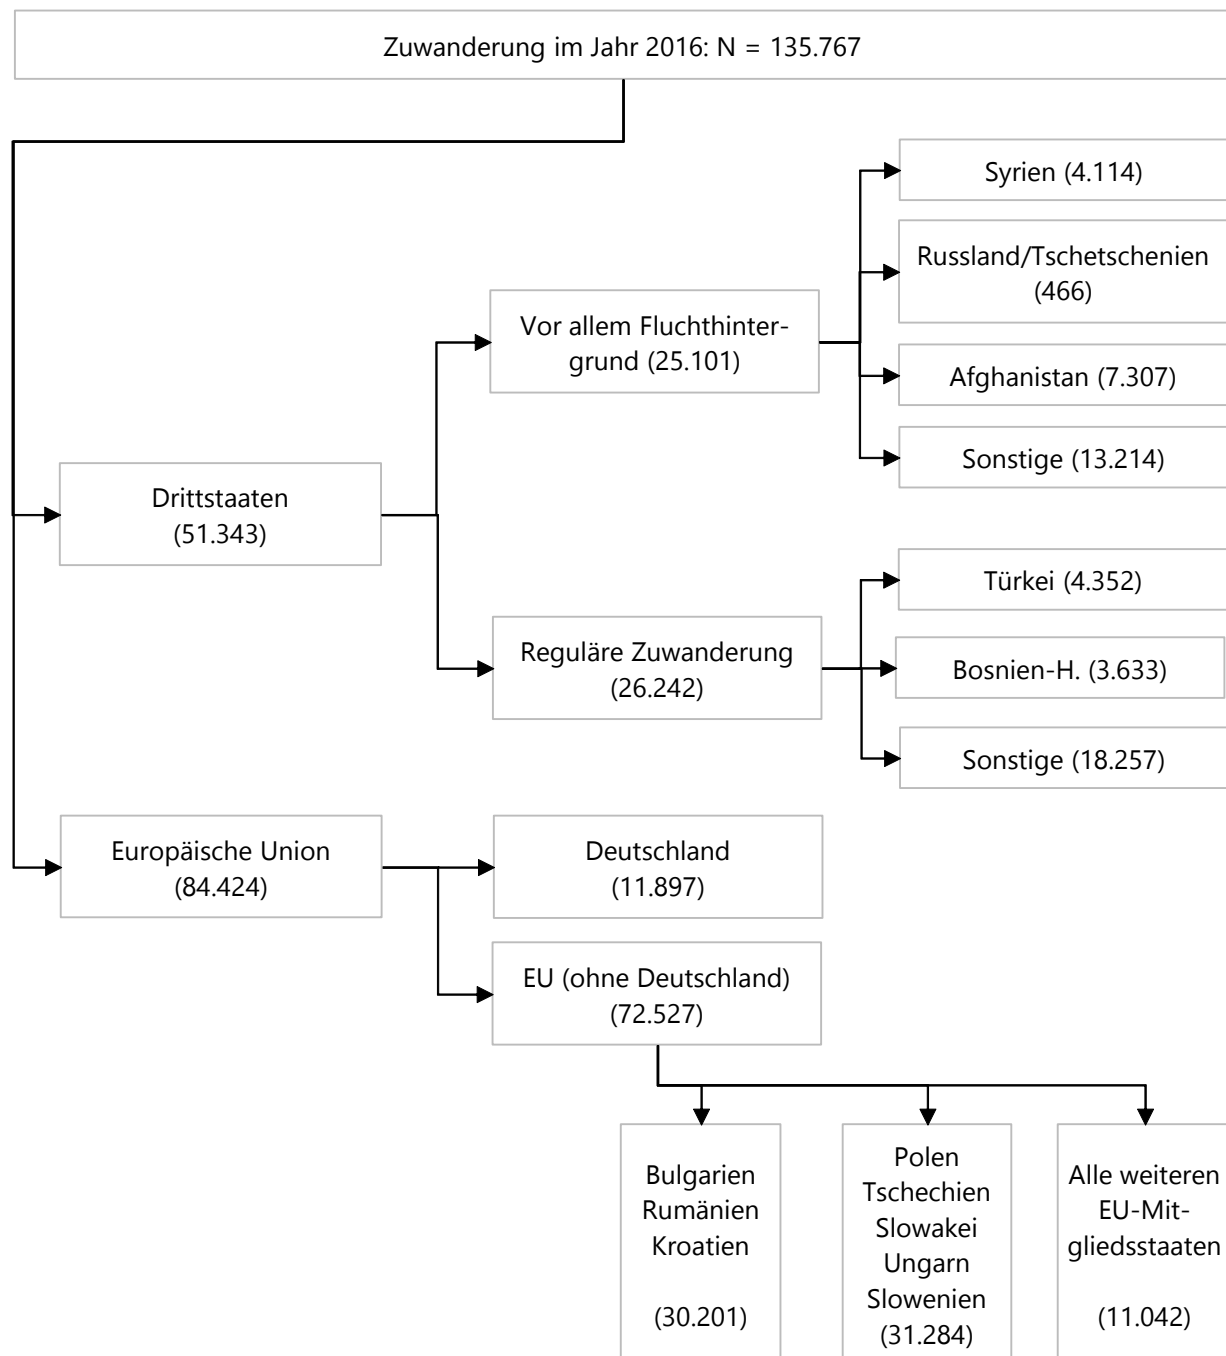 Zuwanderung im Jahr 2016: N = 135.767
Syrien (4.114)
Russland/Tschetschenien
(466)
Vor allem Fluchthinter-
grund (25.101)
Afghanistan (7.307)
Sonstige (13.214)
Drittstaaten
(51.343)
Türkei (4.352)
Reguläre Zuwanderung
(26.242)
Bosnien-H. (3.633)
Sonstige (18.257)
Europäische Union
(84.424)
Deutschland
(11.897)
EU (ohne Deutschland)
(72.527)
Bulgarien
Rumänien
Kroatien
(30.201)
Polen
Tschechien
Slowakei
Ungarn
Slowenien
(31.284)
Alle weiteren
EU-Mit-
gliedsstaaten
(11.042)